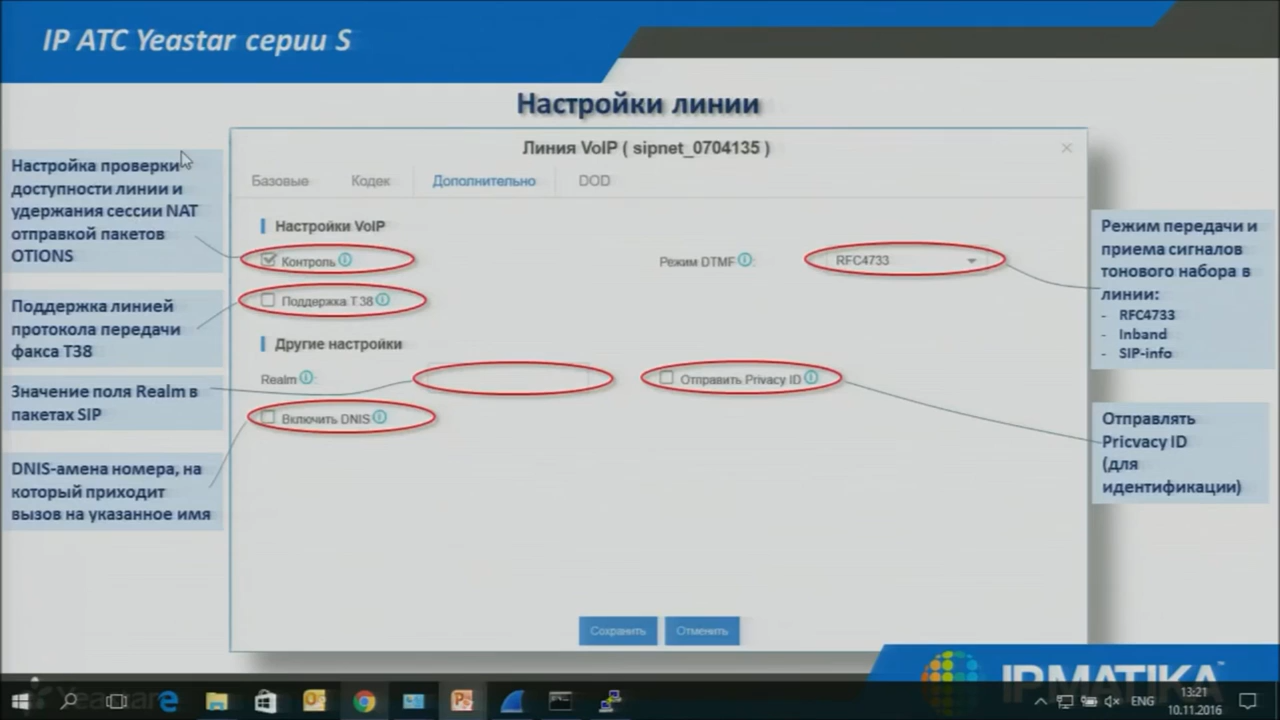 IP АТС Yeastar серии S
Настройки линии
Настройка проверки
доступности линии и
удержания сессии NAT
отправкой пакетов
OTIONS
Поддержка линией
протокола передачи
факса T38
Значение поля Realm в
пакетах SIP
DNIS-амена номера, на
который приходит
вызов на указанное имя
Линия VoIP ( sipnet_0704135 )
×
Базовые
Кодек
Дополнительно
DOD
Настройки VoIP
Контроль
Режим DTMF
RFC4733
Поддержка T38
Другие настройки
Realm
Отправить Privacy ID
Включить DNIS
Сохранить
Отменить
Режим передачи и
приема сигналов
тонового набора в
линии:
- RFC4733
- Inband
- SIP-info
Отправлять
Pricvacy ID
(для
идентификации)
IPMATIKA
Yeastar
ENG
13:21
10.11.2016